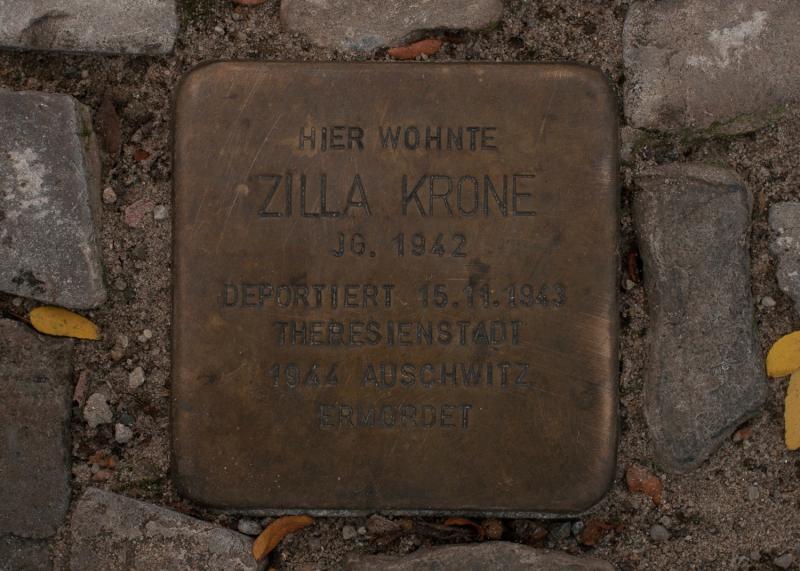 HIER WOHNTE
ZILLA KRONE
JG. 1942
DEPORTIERT 15.11.1943
THERESIENSTADT
1944 AUSCHWITZ
ERMORDET